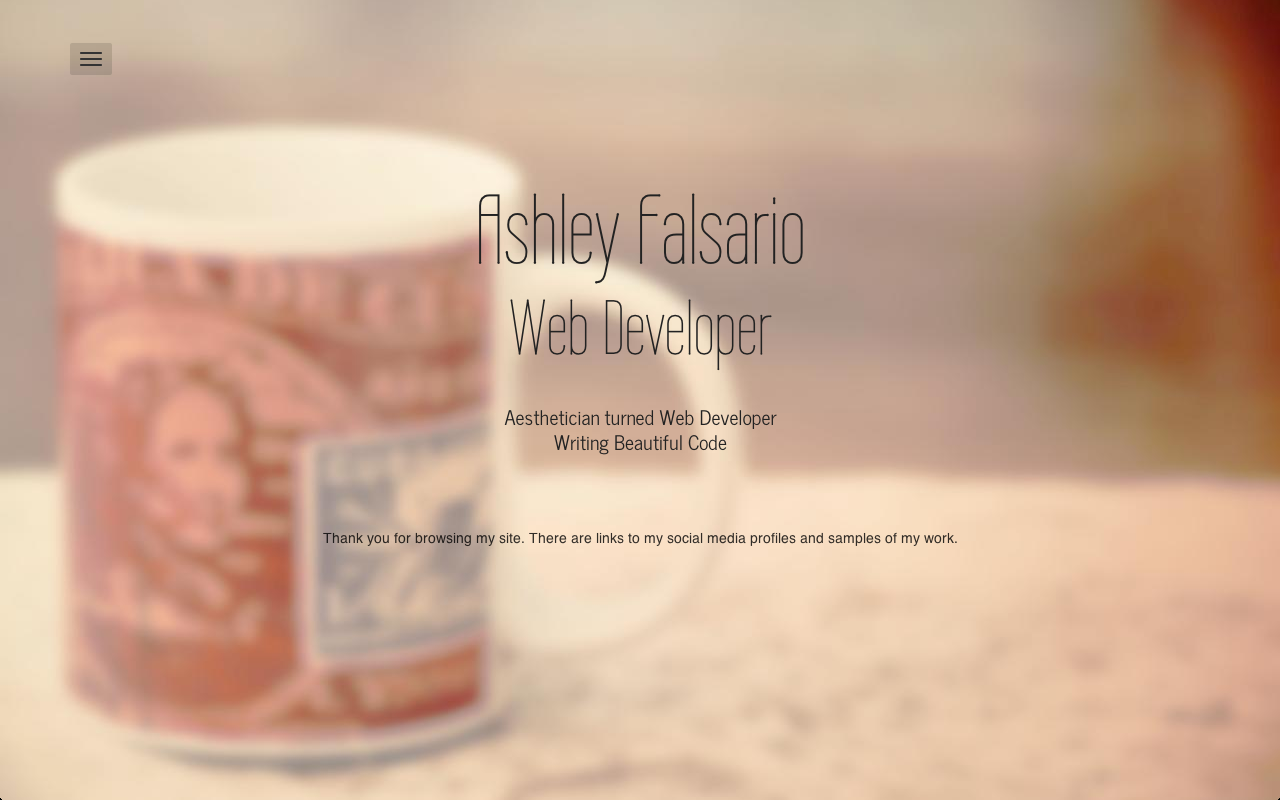 Ashley Falsario
Web Developer
Aesthetician turned Web Developer
Writing Beautiful Code
Thank you for browsing my site. There are links to my social media profiles and samples of my work.